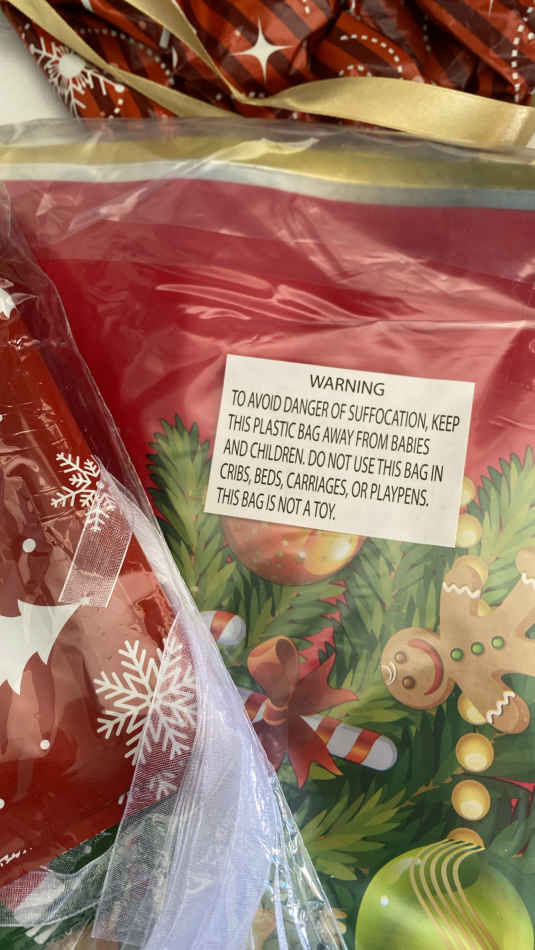 WARNING
TO AVOID DANGER OF SUFFOCATION, KEEP
THIS PLASTIC BAG AWAY FROM BABIES
AND CHILDREN. DO NOT USE THIS BAG IN
CRIBS, BEDS, CARRIAGES, OR PLAYPENS.
THIS BAG IS NOT A TOY.